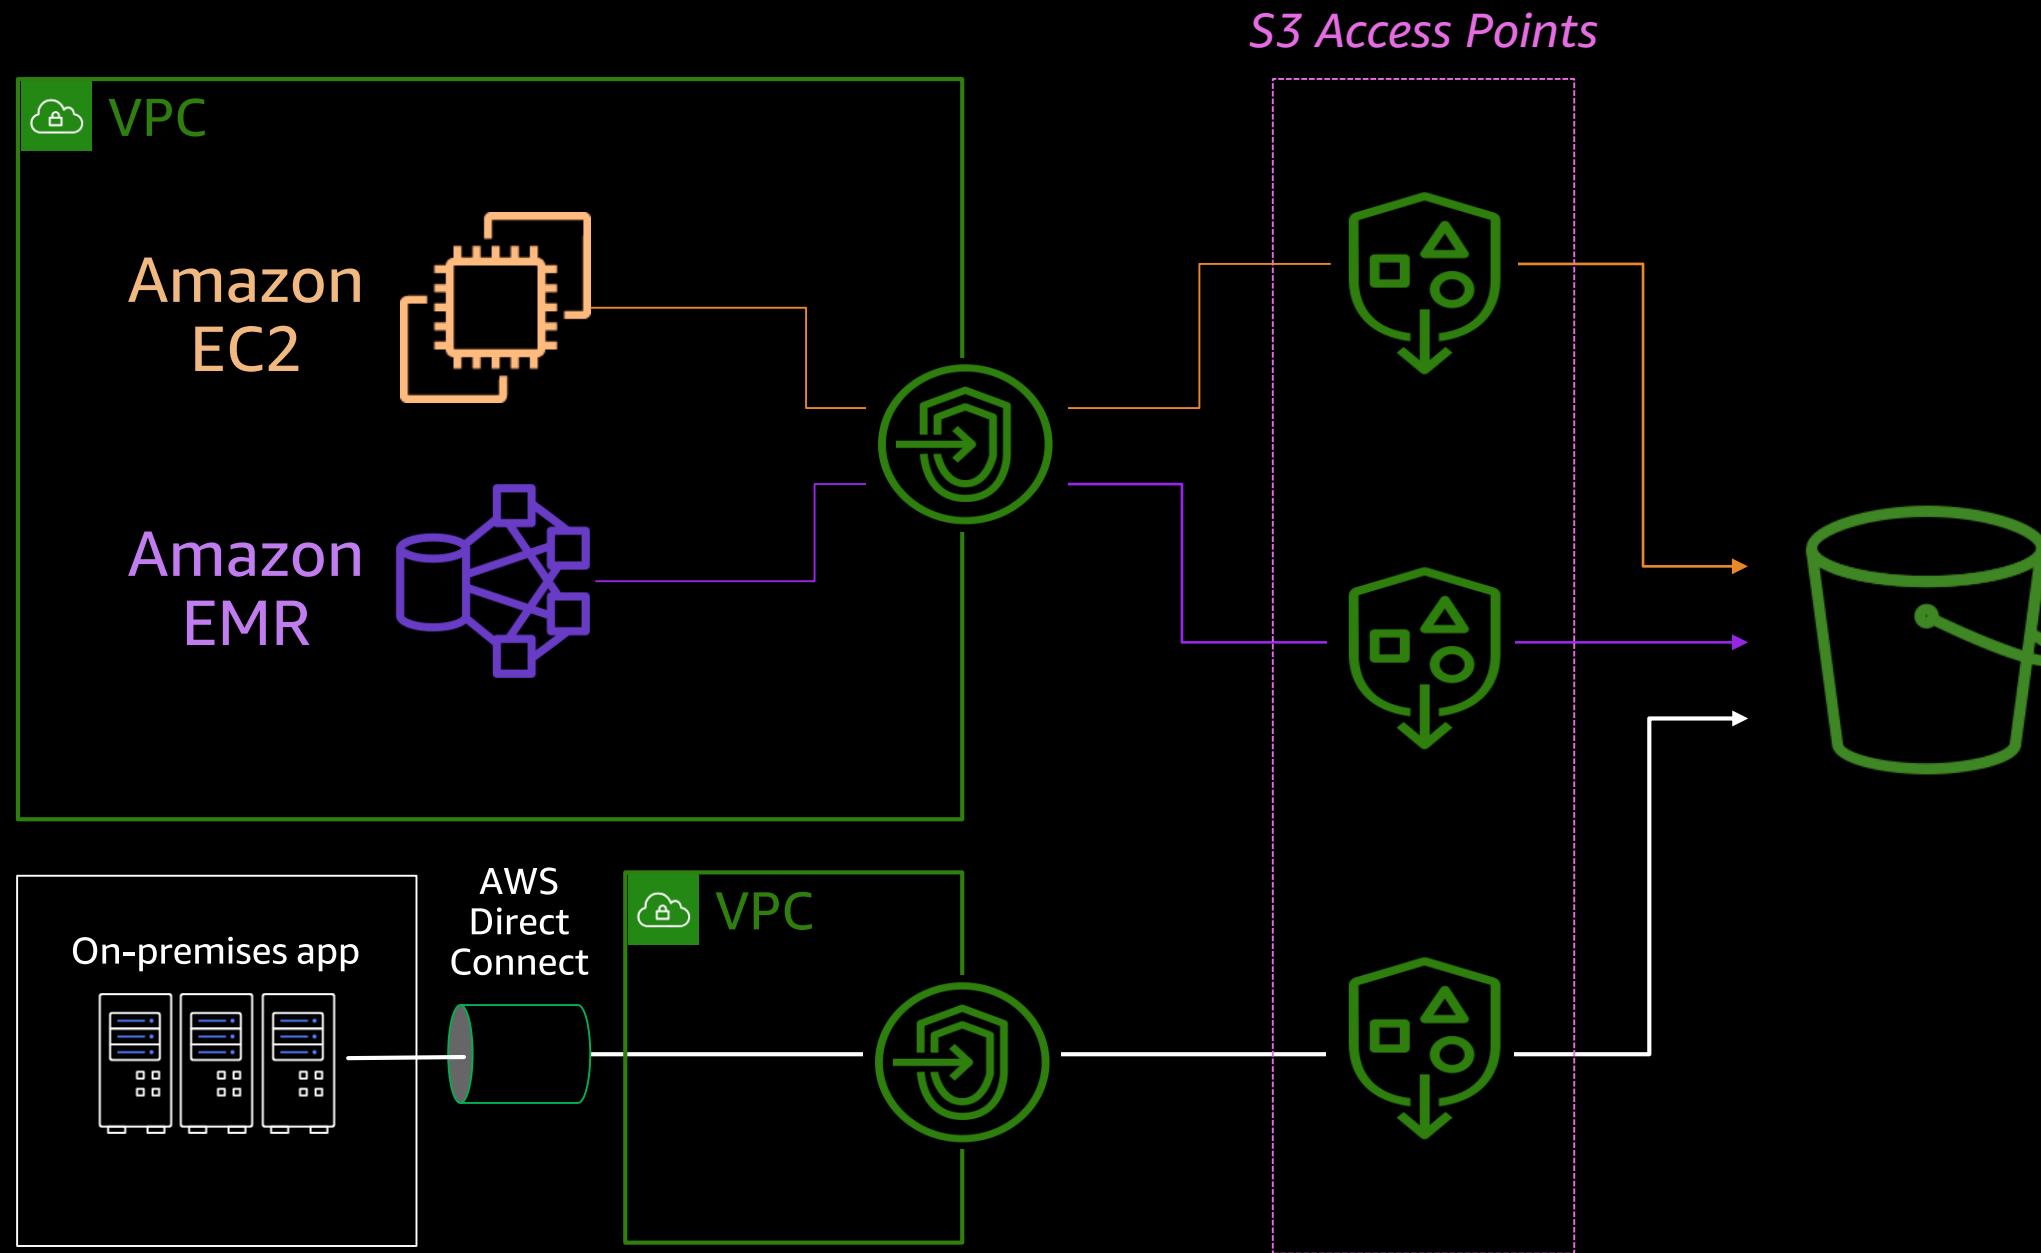 S3 Access Points
VPC
Amazon
EC2
Amazon
EMR
On-premises app
AWS
Direct
Connect
VPC